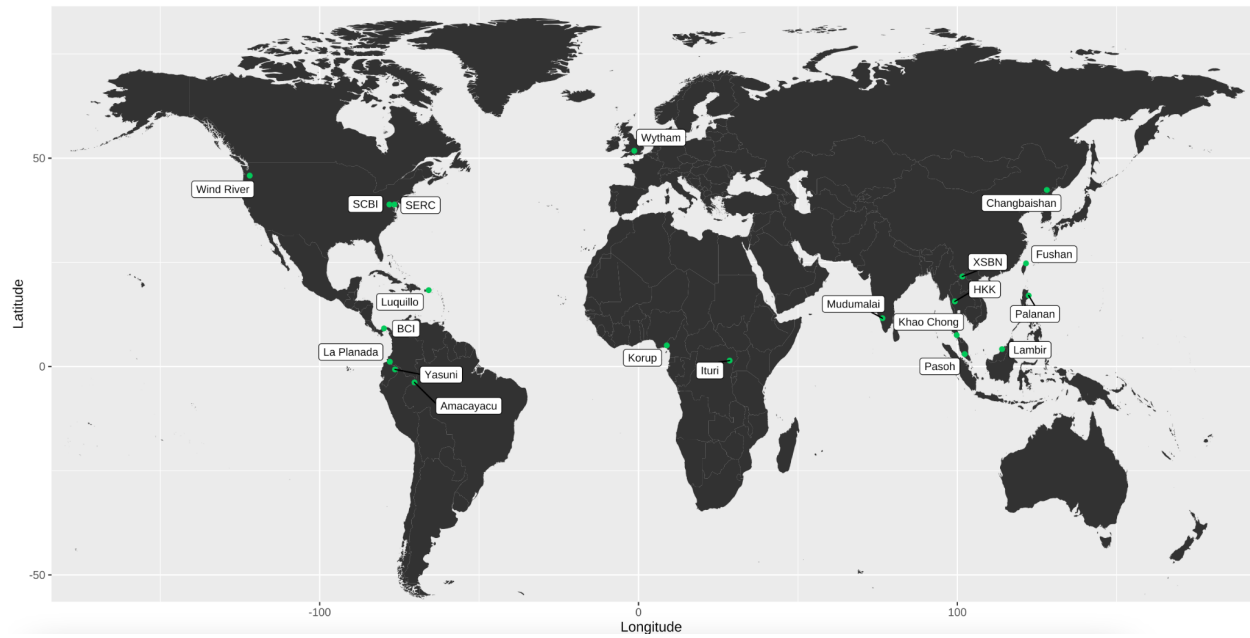 Wytham
Wind River
SCBI
SERC
Changbaishan
Fushan
XSBN
HKK
Luquillo
Mudumalai
Palanan
Khao Chong
BCI
La Planada
Korup
Ituri
Lambir
Pasoh
Yasuni
Amacayacu
50
0
-50
Latitude
-100
0
100
Longitude